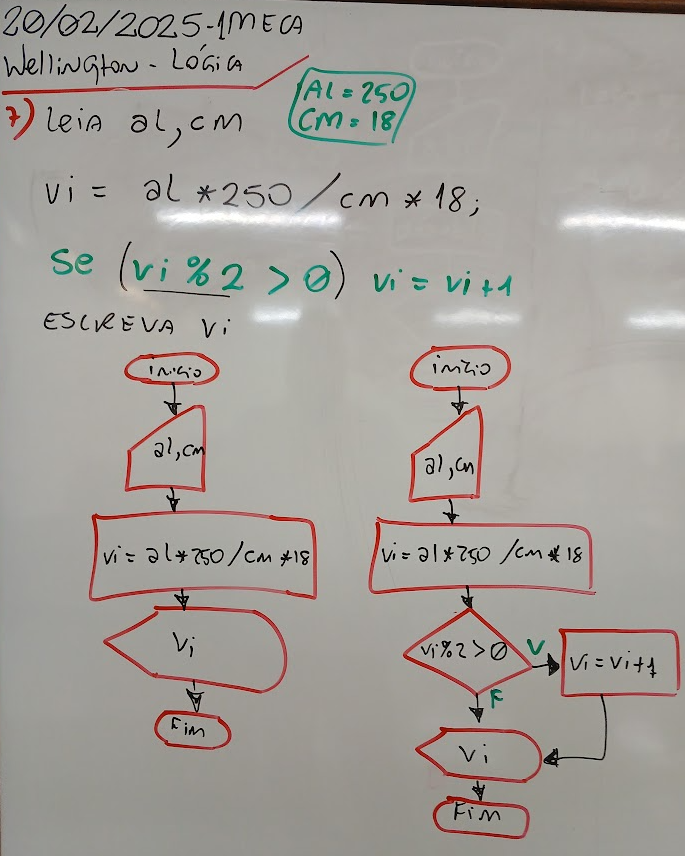 20/02/2025-1MECA
Wellington - LÓGICA
AL = 250
CM = 18
7) Leia al, cm
vi = al * 250 / cm * 18;
Se (vi % 2 > 0) vi = vi + 1
ESCREVA Vi
início
al, cm
vi = al * 250 / cm * 18
Vi
Fim
início
al, cm
vi = al * 250 / cm * 18
vi % 2 > 0
V
vi = vi + 1
F
Vi
Fim